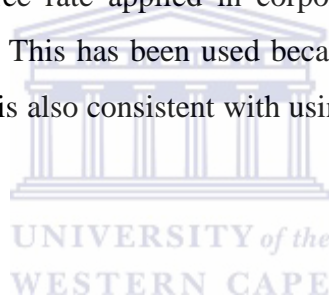 ce rate applied in corpo
This has been used beca
is also consistent with usin
UNIVERSITY of the
WESTERN CAPE